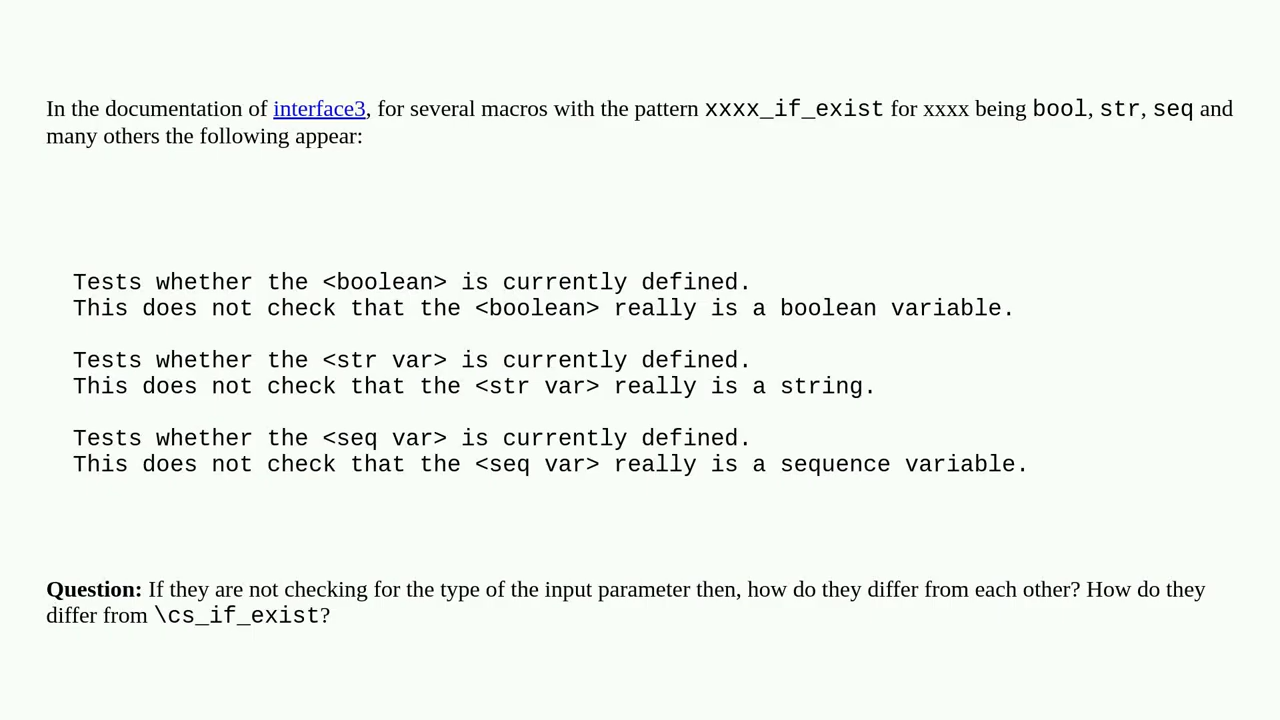 In the documentation of interface3, for several macros with the pattern xxxx_if_exist for xxxx being bool, str, seq and
many others the following appear:
Tests whether the <boolean> is currently defined.
This does not check that the <boolean> really is a boolean variable.
Tests whether the <str var> is currently defined.
This does not check that the <str var> really is a string.
Tests whether the <seq var> is currently defined.
This does not check that the <seq var> really is a sequence variable.
Question: If they are not checking for the type of the input parameter then, how do they differ from each other? How do they
differ from \cs_if_exist?